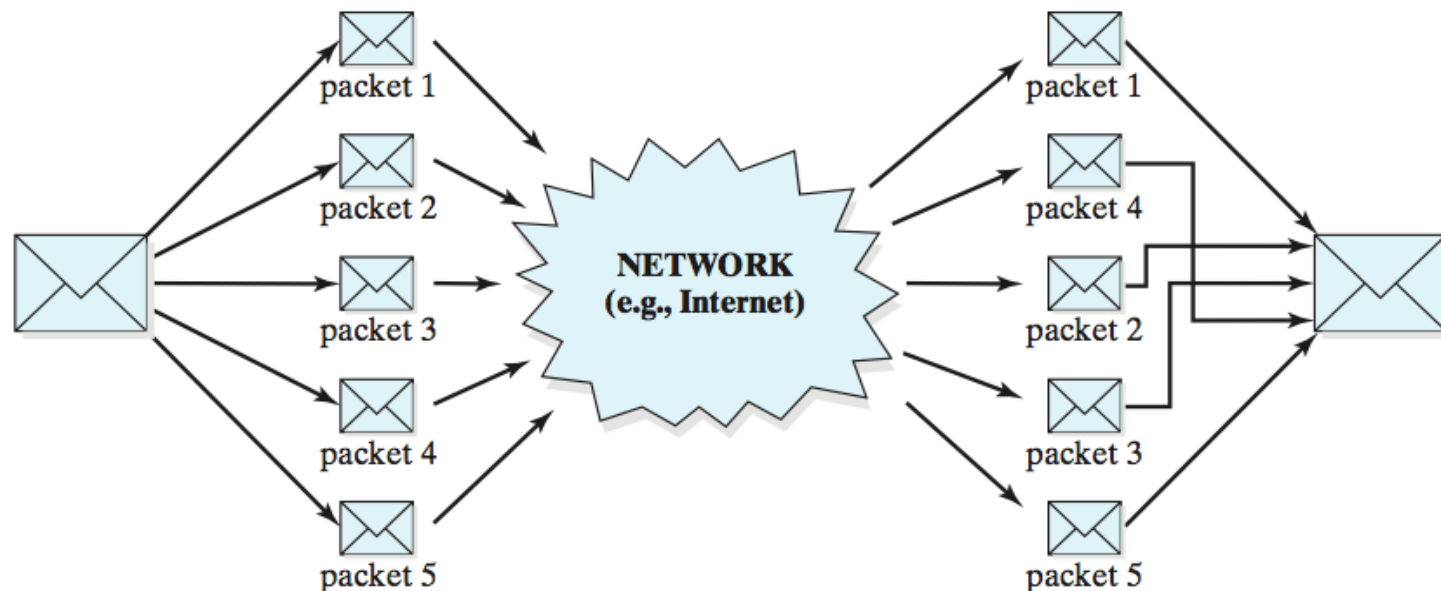 packet 1
packet 2
packet 3
packet 4
packet 5
NETWORK
(e.g., Internet)
packet 1
packet 4
packet 2
packet 3
packet 5